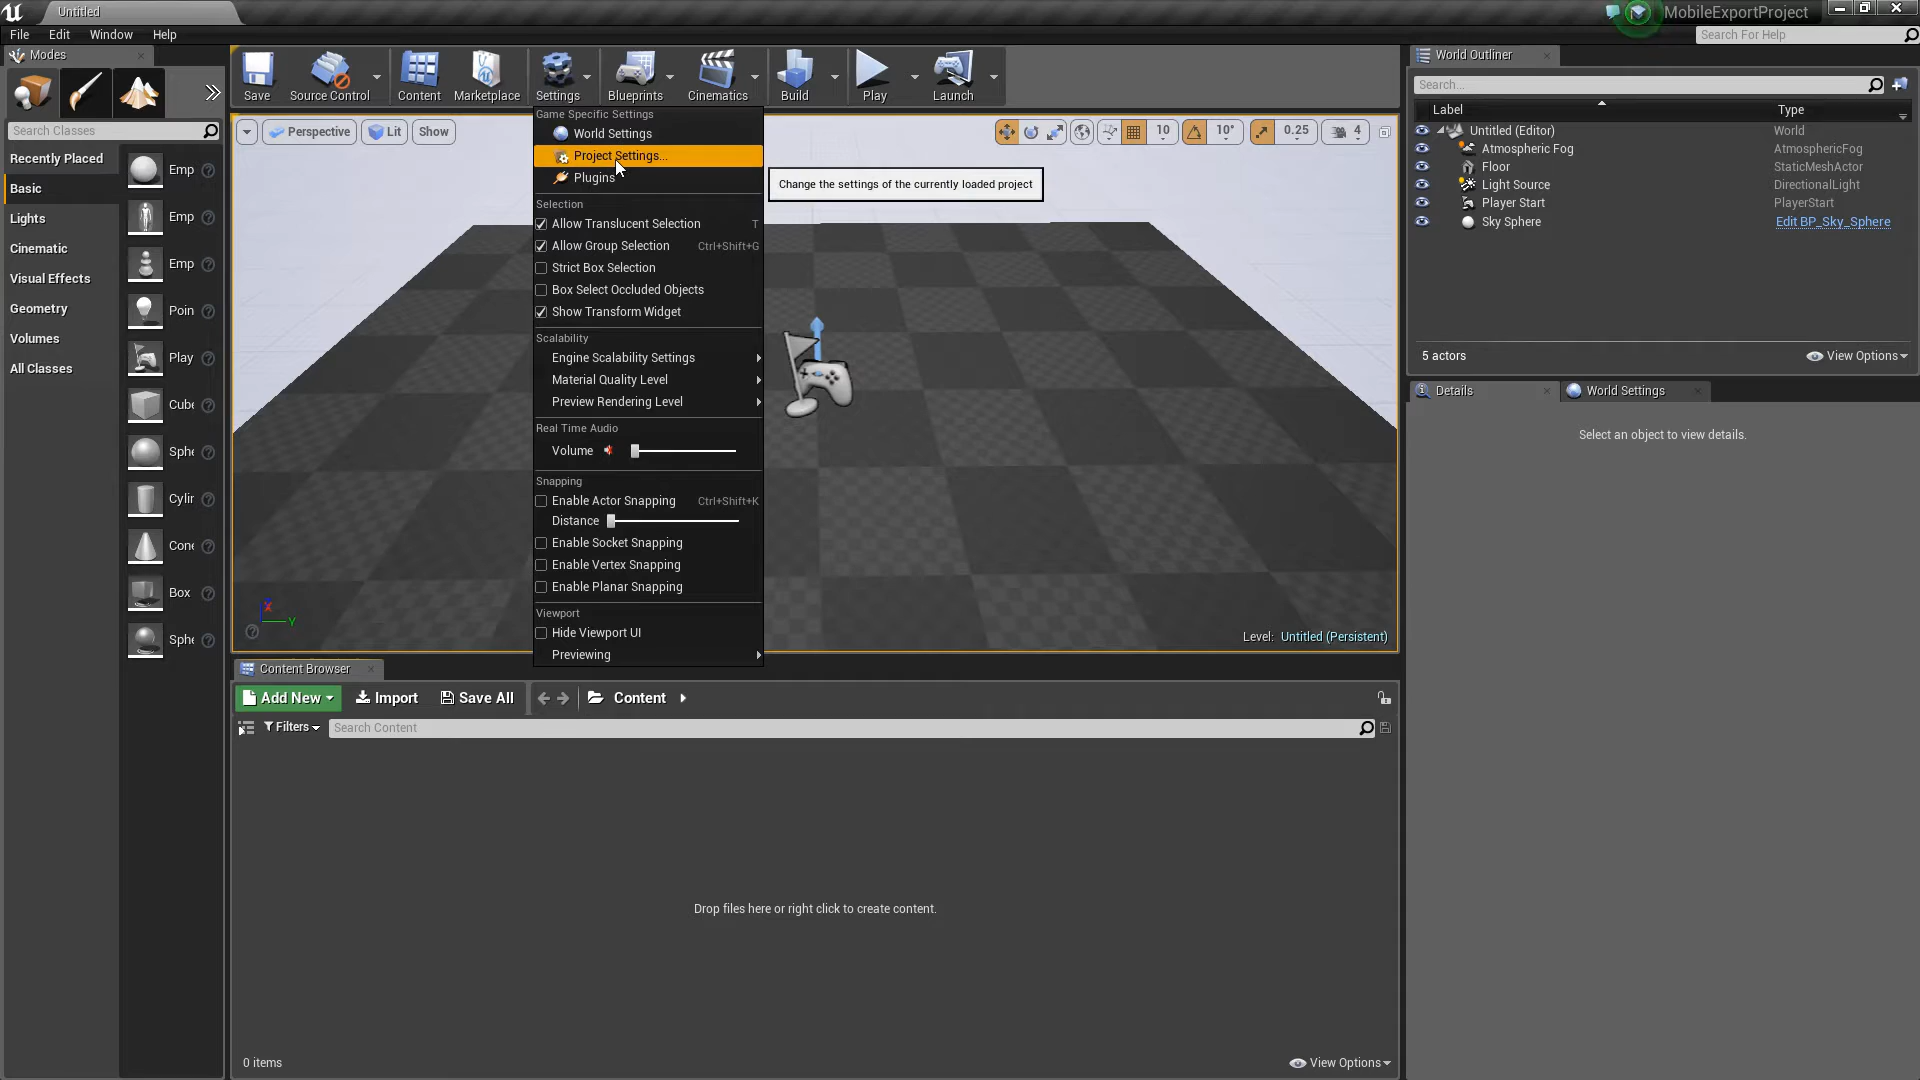 Untitled
MobileExportProject
File Edit Window Help
Search For Help
Modes
Save
Source Control
Content
Marketplace
Settings
Blueprints
Cinematics
Build
Play
Launch
Search Classes
Recently Placed
Basic
Lights
Cinematic
Visual Effects
Geometry
Volumes
All Classes
Emp
Emp
Emp
Poin
Play
Cube
Sphe
Cylin
Cone
Box
Sphe
Perspective
Lit
Show
10
10°
0.25
4
Game Specific Settings
World Settings
Project Settings...
Plugins
Change the settings of the currently loaded project
Selection
Allow Translucent Selection T
Allow Group Selection Ctrl+Shift+G
Strict Box Selection
Box Select Occluded Objects
Show Transform Widget
Scalability
Engine Scalability Settings
Material Quality Level
Preview Rendering Level
Real Time Audio
Volume
Snapping
Enable Actor Snapping Ctrl+Shift+K
Distance
Enable Socket Snapping
Enable Vertex Snapping
Enable Planar Snapping
Viewport
Hide Viewport UI
Previewing
X
Y
Level: Untitled (Persistent)
World Outliner
Search...
Label Type
Untitled (Editor) World
Atmospheric Fog AtmosphericFog
Floor StaticMeshActor
Light Source DirectionalLight
Player Start PlayerStart
Sky Sphere Edit BP_Sky_Sphere
5 actors
View Options
Details
World Settings
Select an object to view details.
Content Browser
Add New
Import
Save All
Content
Filters
Search Content
Drop files here or right click to create content.
0 items
View Options